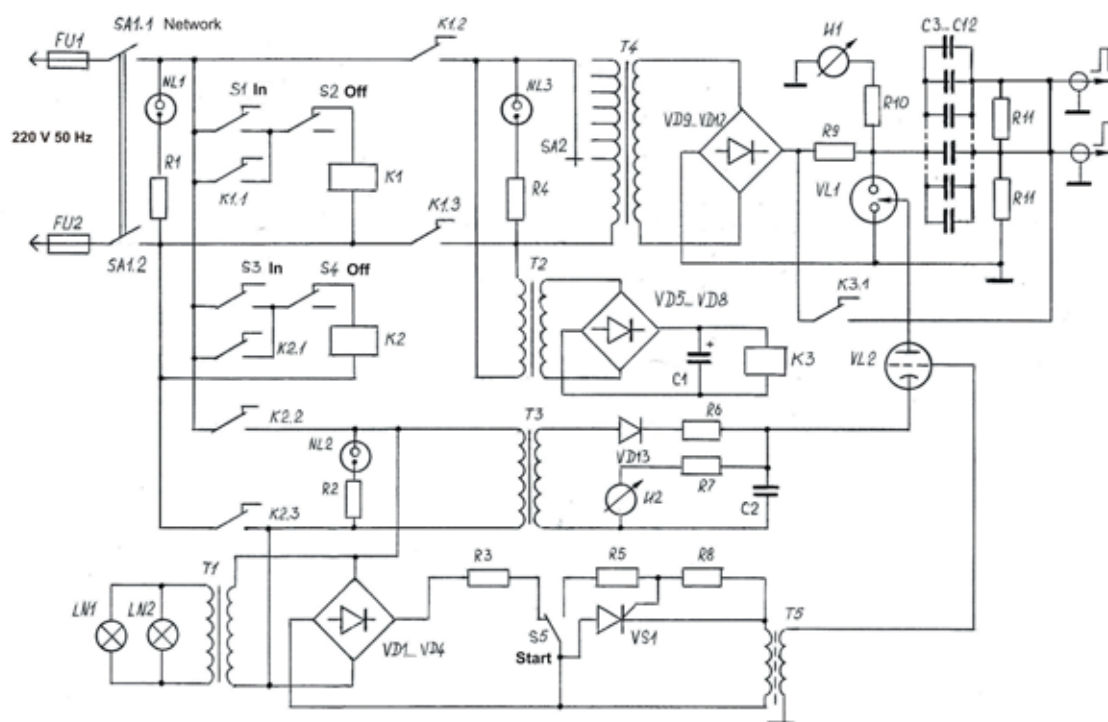 SA1.1 Network
FU1
K1.2
T4
И1
C3...C12
NL1
S1 In
S2 Off
NL3
R10
VD9...VD12
R9
R11
220 V 50 Hz
SA2
R1
K1
R4
VL1
R11
K1.1
FU2
K1.3
SA1.2
S3 In
S4 Off
T2
K3.1
VD5...VD8
K2
K2.1
C1
K3
VL2
K2.2
T3
R6
NL2
VD13
R7
R2
И2
C2
K2.3
T1
R3
R5
R8
LN1
LN2
T5
S5
VS1
VD1...VD4
Start